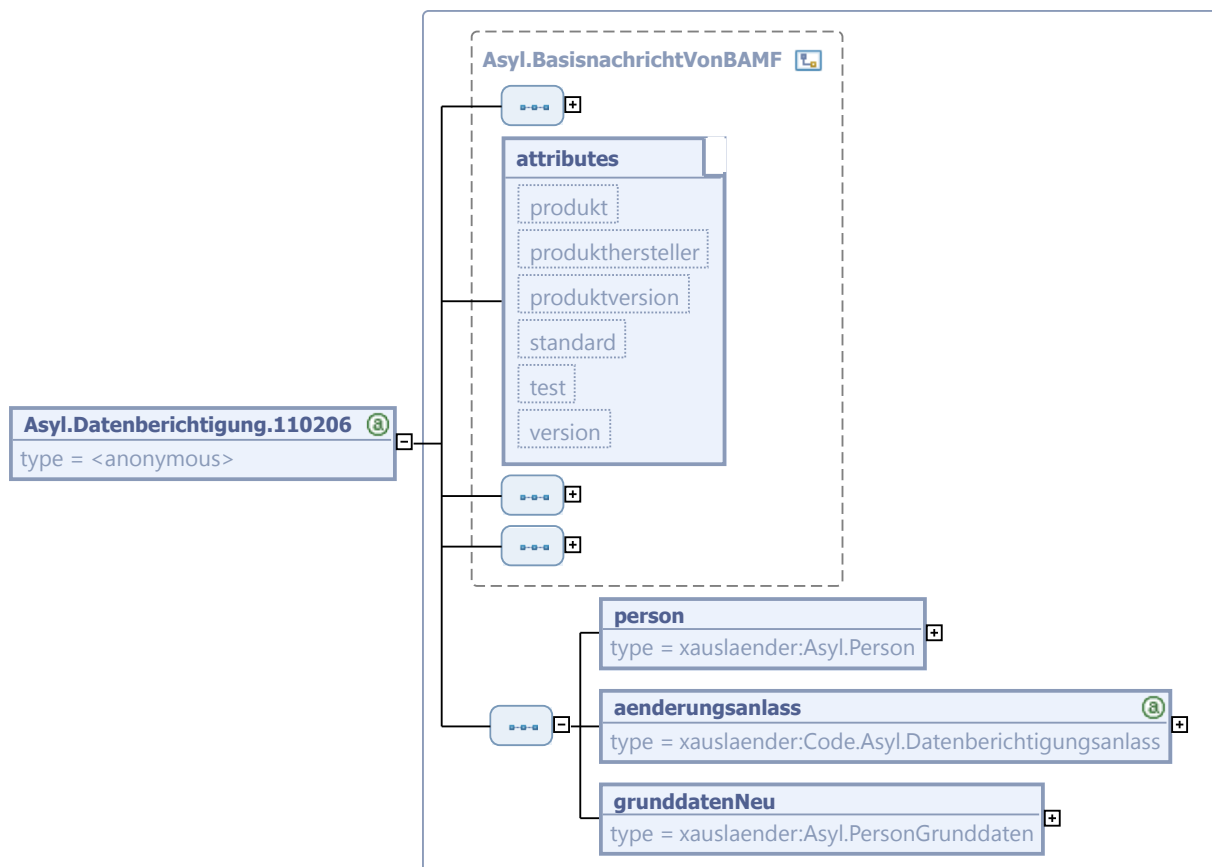 Asyl.BasisnachrichtVonBAMF
attributes
produkt
produkthersteller
produktversion
standard
test
version
Asyl.Datenberichtigung.110206
type = <anonymous>
person
type = xauslaender:Asyl.Person
aenderungsanlass
type = xauslaender:Code.Asyl.Datenberichtigungsanlass
grunddatenNeu
type = xauslaender:Asyl.PersonGrunddaten